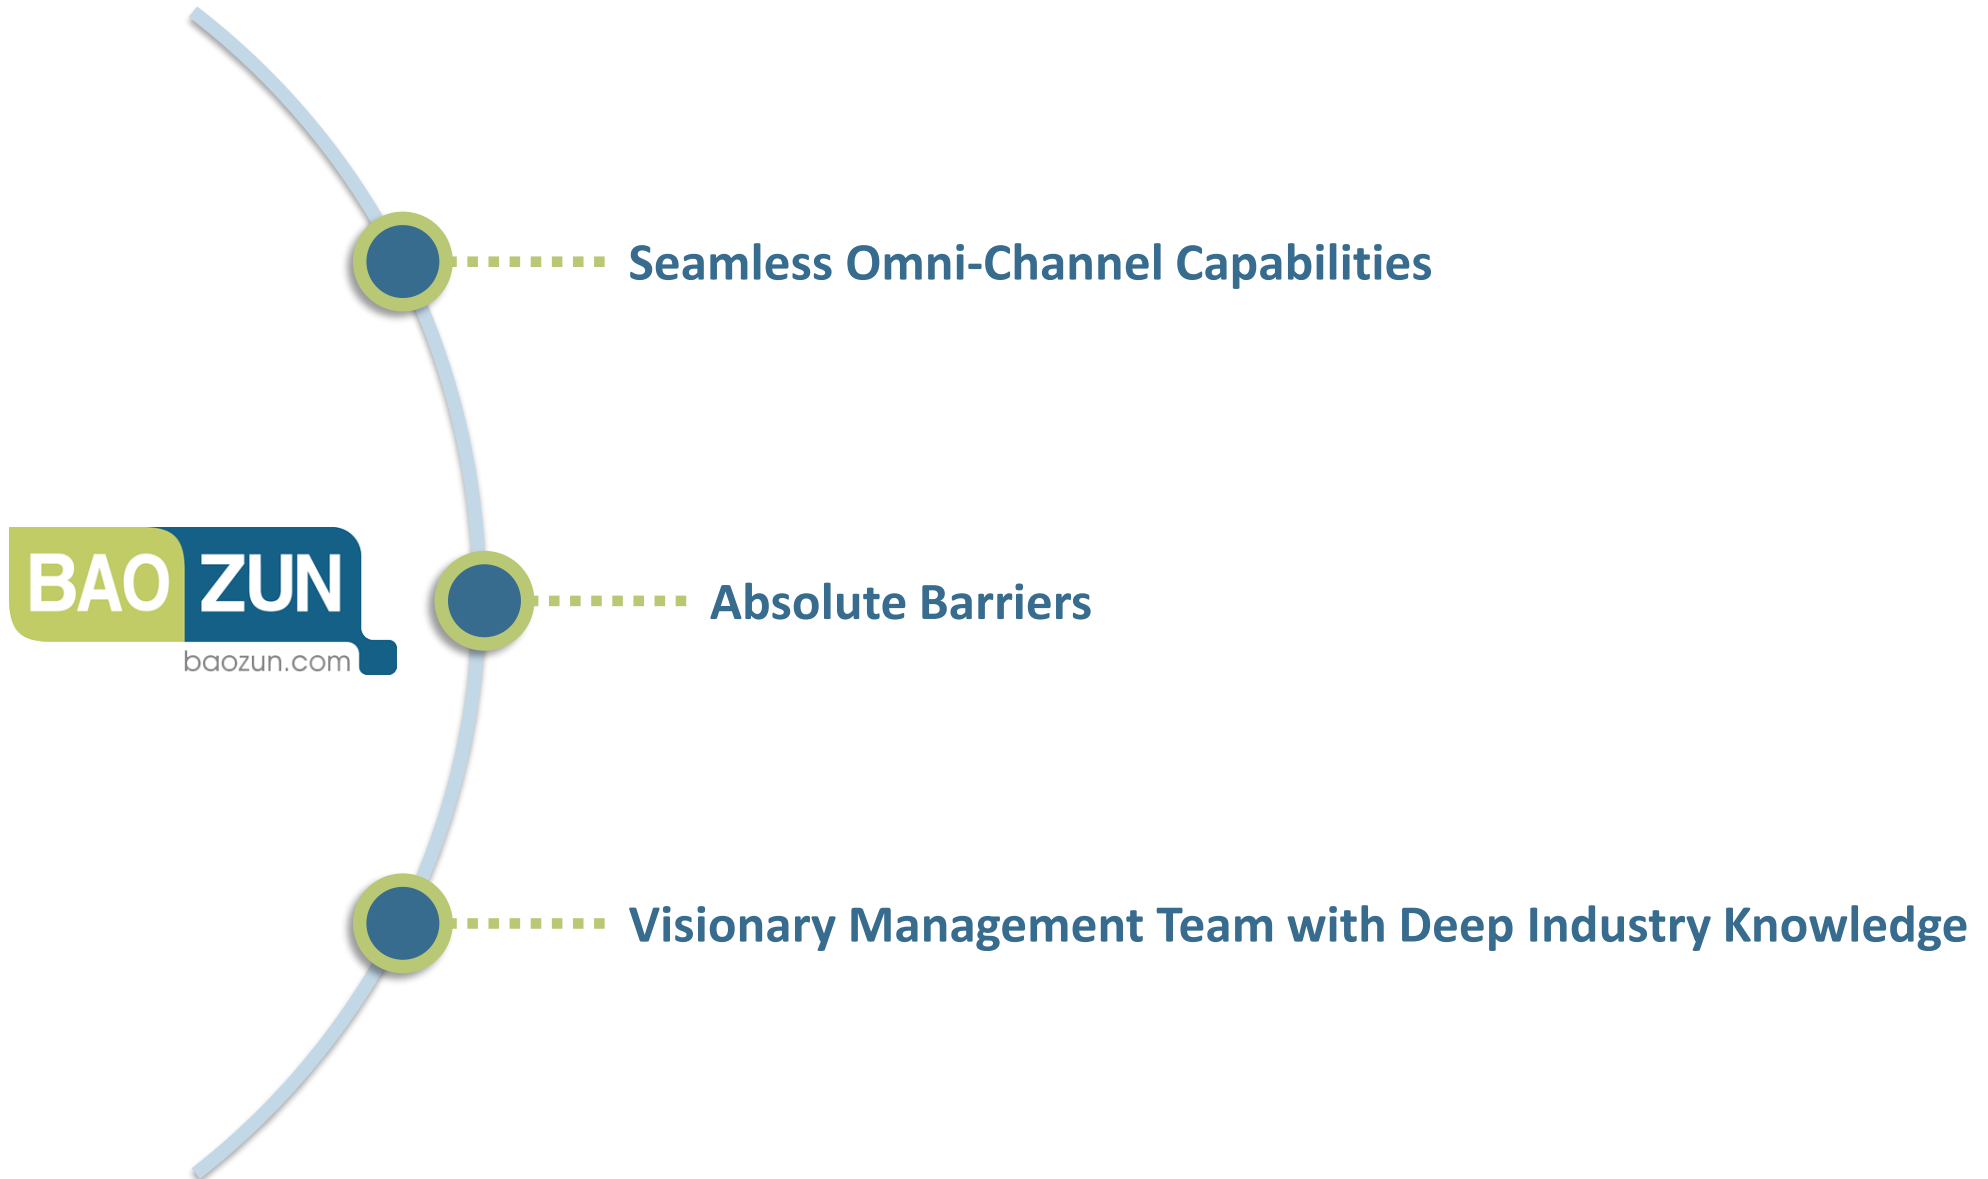 Seamless Omni-Channel Capabilities
BAO ZUN
baozun.com
Absolute Barriers
Visionary Management Team with Deep Industry Knowledge